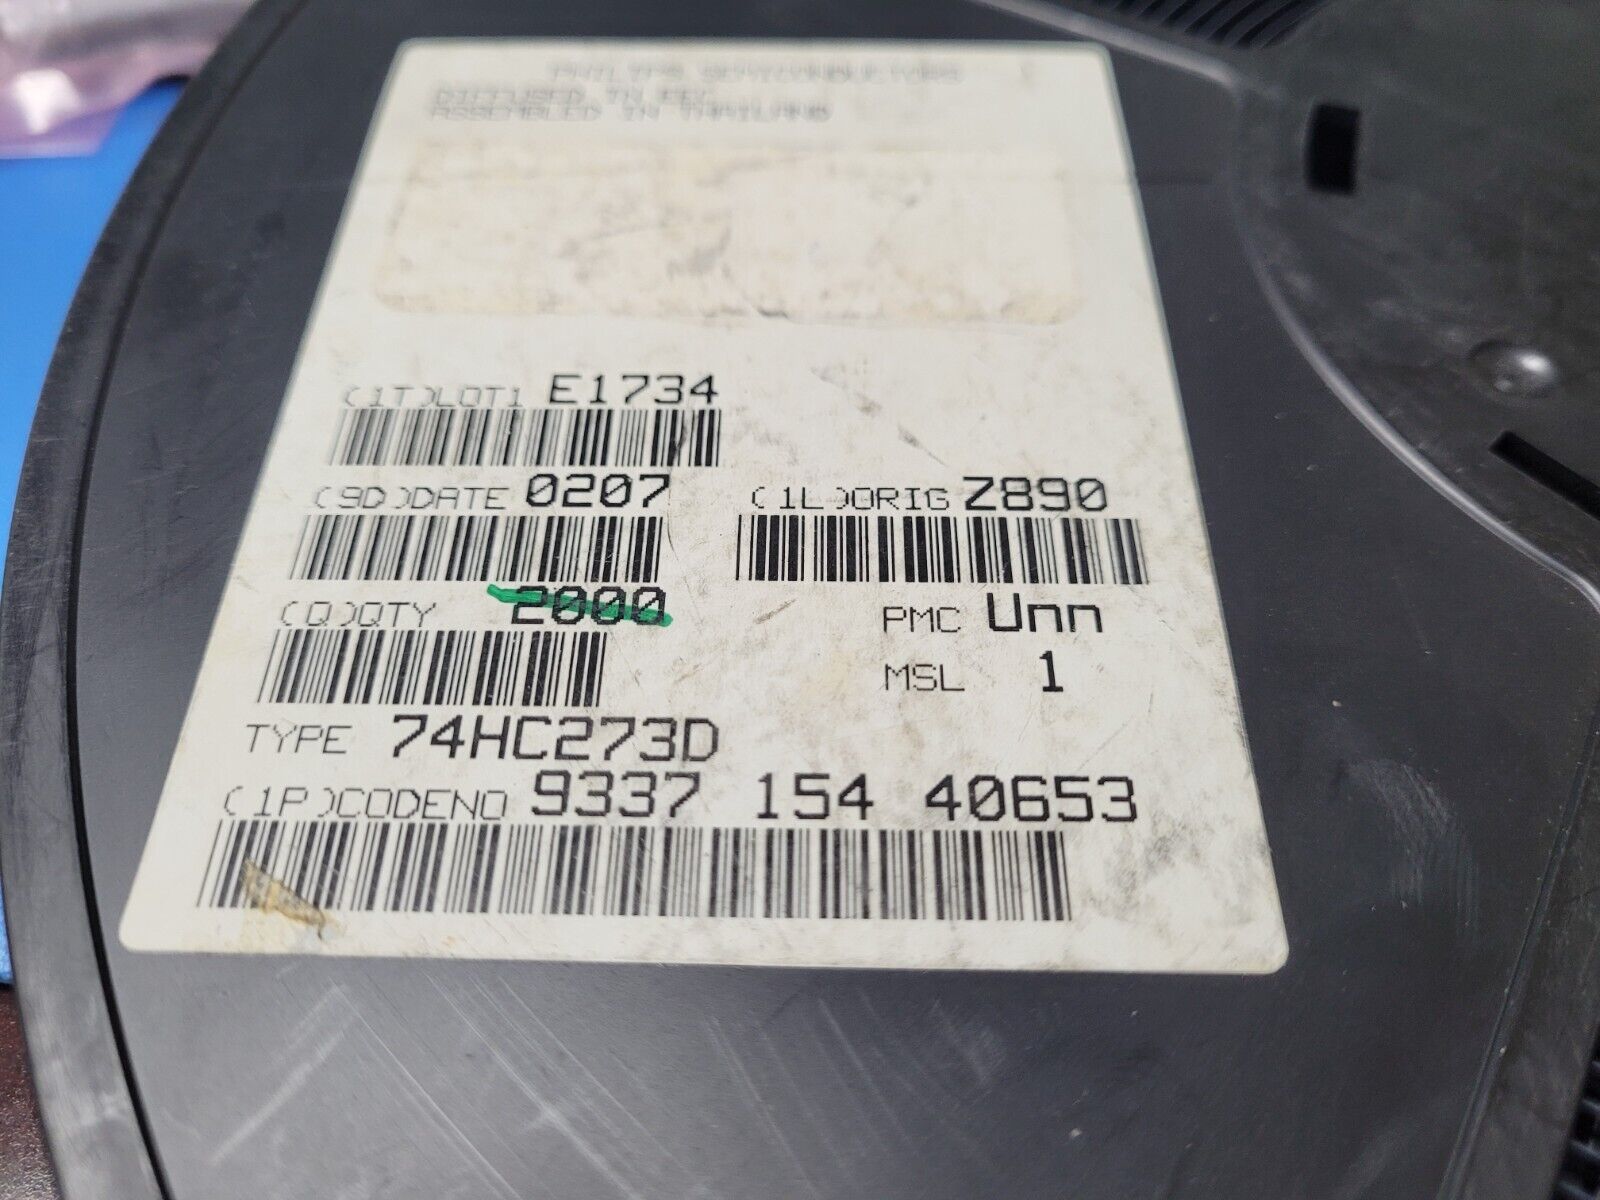 PHILIPS SEMICONDUCTORS
DIFFUSED IN EEC
ASSEMBLED IN THAILAND
(1T)LOT1 E1734
(9D)DATE 0207 (1L)ORIG Z890
(Q)QTY 2000 PMC Unn
MSL 1
TYPE 74HC273D
(1P)CODENO 9337 154 40653